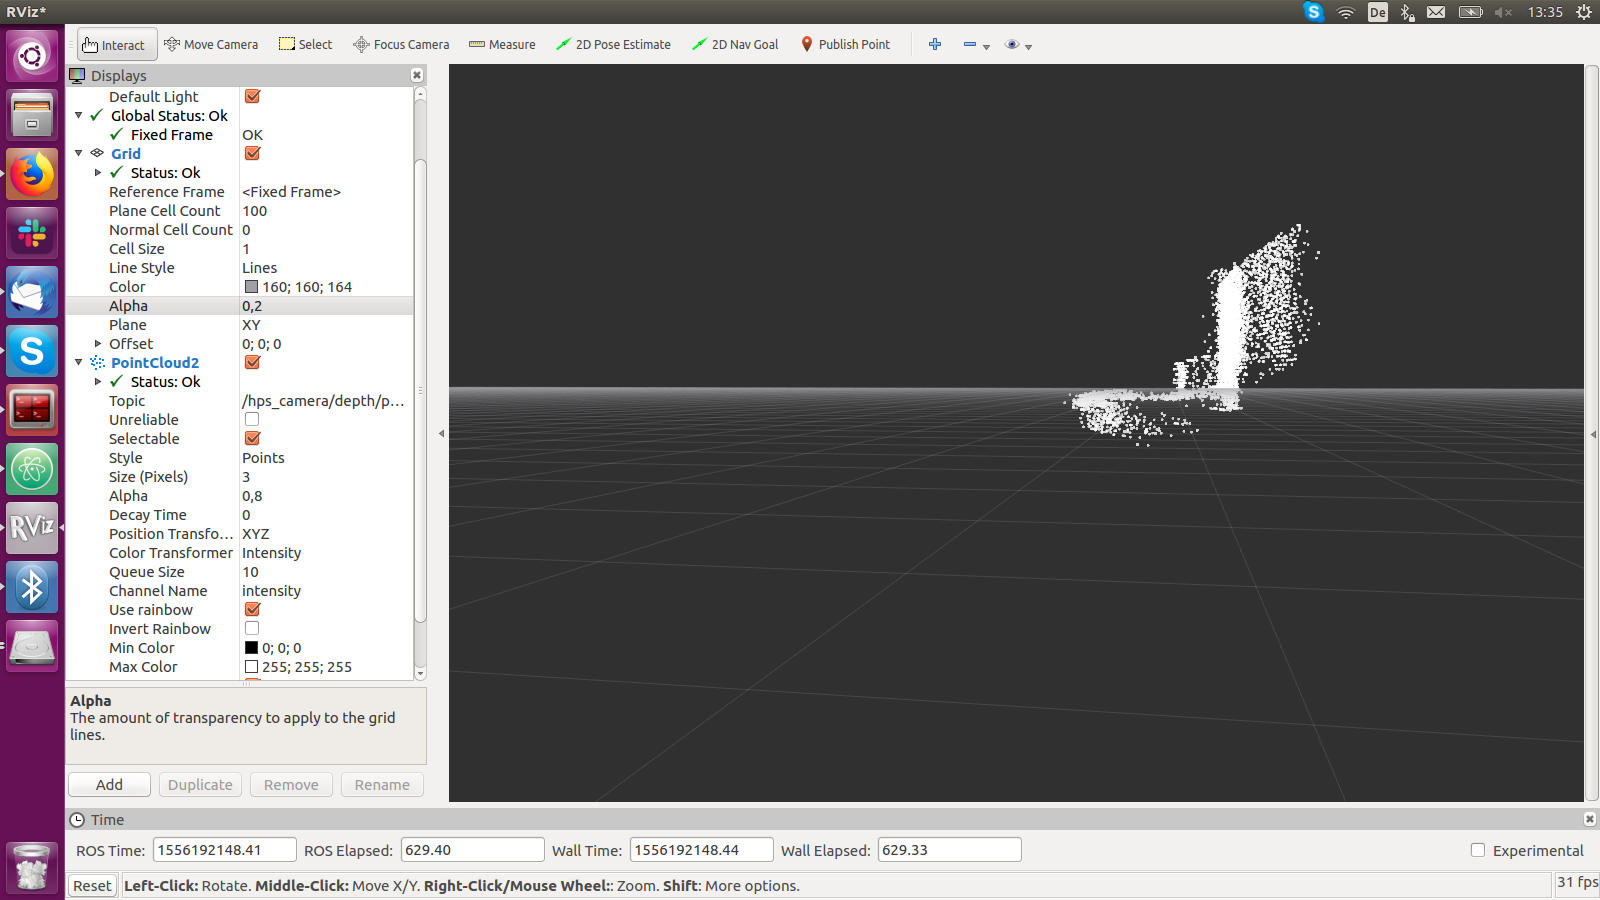 RViz*
De
13:35
Interact Move Camera Select Focus Camera Measure 2D Pose Estimate 2D Nav Goal Publish Point
Displays
Default Light
Global Status: Ok
Fixed Frame OK
Grid
Status: Ok
Reference Frame <Fixed Frame>
Plane Cell Count 100
Normal Cell Count 0
Cell Size 1
Line Style Lines
Color 160; 160; 164
Alpha 0,2
Plane XY
Offset 0; 0; 0
PointCloud2
Status: Ok
Topic /hps_camera/depth/p...
Unreliable
Selectable
Style Points
Size (Pixels) 3
Alpha 0,8
Decay Time 0
Position Transfo... XYZ
Color Transformer Intensity
Queue Size 10
Channel Name intensity
Use rainbow
Invert Rainbow
Min Color 0; 0; 0
Max Color 255; 255; 255
Alpha
The amount of transparency to apply to the grid
lines.
Add Duplicate Remove Rename
Time
ROS Time: 1556192148.41 ROS Elapsed: 629.40 Wall Time: 1556192148.44 Wall Elapsed: 629.33 Experimental
Reset Left-Click: Rotate. Middle-Click: Move X/Y. Right-Click/Mouse Wheel:: Zoom. Shift: More options. 31 fps
S
S
RViz